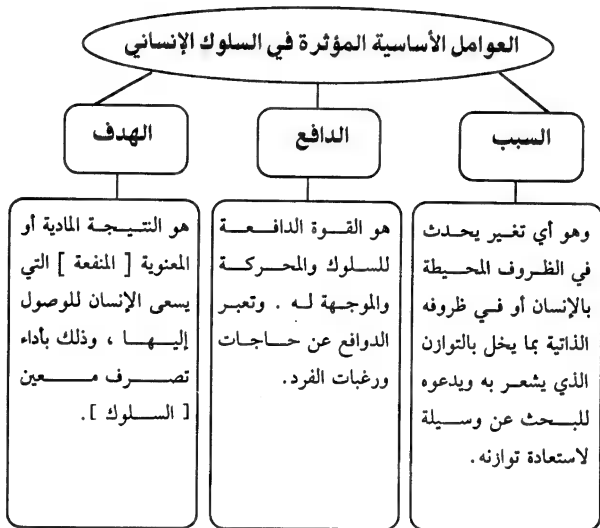 العوامل الأساسية المؤثرة في السلوك الإنساني
السبب
الدافع
الهدف
وهو أي تغير يحدث
في الظروف المحيطة
بالإنسان أو في ظروفه
الذاتية بما يخل بالتوازن
الذي يشعر به ويدعوه
للبحث عن وسيلة
لاستعادة توازنه.
هو القوة الدافعة
للسلوك والمحركة
والموجهة له . وتعبر
الدوافع عن حاجات
ورغبات الفرد.
هو النتيجة المادية أو
المعنوية [ المنفعة ] التي
يسعى الإنسان للوصول
إليها ، وذلك بأداء
تصرف معين
[ السلوك ].